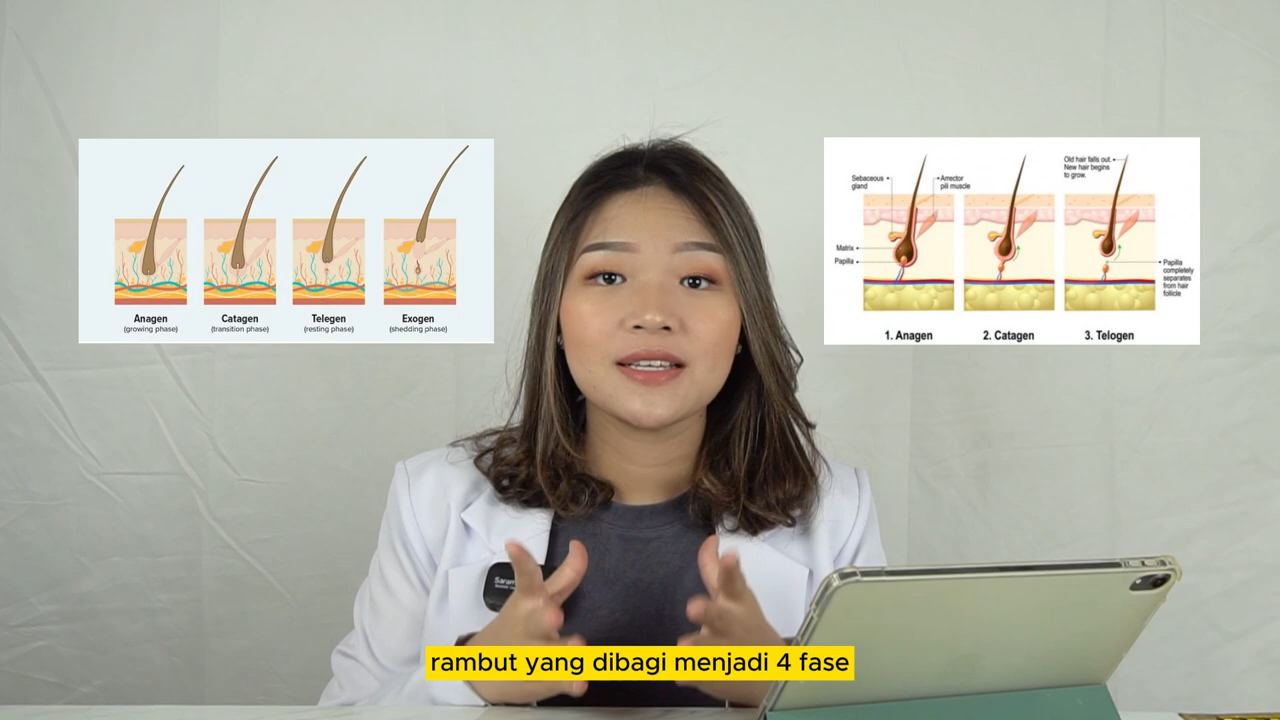 Anagen
(growing phase)
Catagen
(transition phase)
Telegen
(resting phase)
Exogen
(shedding phase)
Sebaceous
gland
Arrector
pili muscle
Matrix
Papilla
Old hair falls out.
New hair begins
to grow.
Papilla
completely
separates
from hair
follicle
1. Anagen
2. Catagen
3. Telogen
rambut yang dibagi menjadi 4 fase